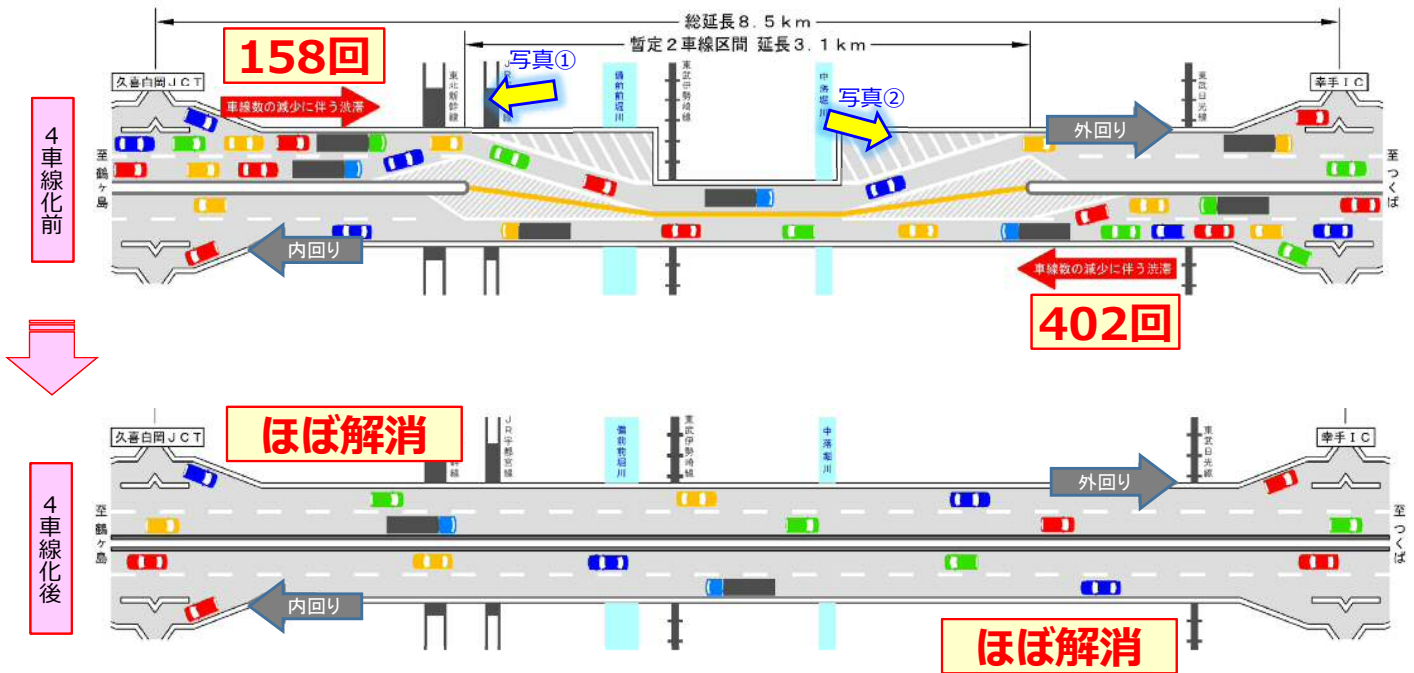 総延長8.5km
暫定2車線区間 延長3.1km
158回
写真①
写真②
久喜白岡JCT
車線数の減少に伴う渋滞
東北新幹線
備前前堀川
東武伊勢崎線
中落堀川
東武日光線
幸手IC
外回り
4車線化前
至鶴ヶ島
至つくば
内回り
車線数の減少に伴う渋滞
402回
ほぼ解消
久喜白岡JCT
JR宇都宮線
備前前堀川
東武伊勢崎線
中落堀川
東武日光線
幸手IC
外回り
4車線化後
至鶴ヶ島
至つくば
内回り
ほぼ解消